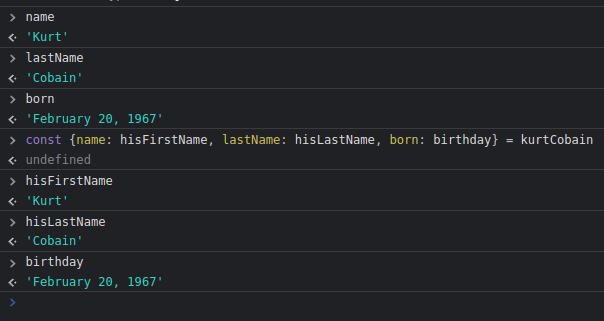 > name
<· 'Kurt'
> lastName
<· 'Cobain'
> born
<· 'February 20, 1967'
> const {name: hisFirstName, lastName: hisLastName, born: birthday} = kurtCobain
<· undefined
> hisFirstName
<· 'Kurt'
> hisLastName
<· 'Cobain'
> birthday
<· 'February 20, 1967'
>